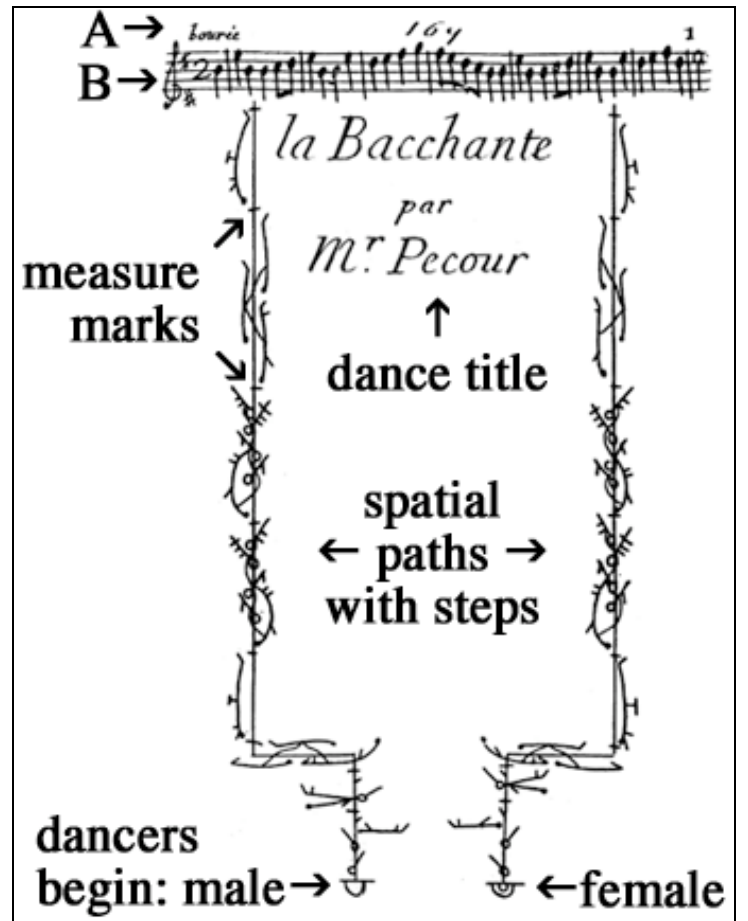 A → bourée 167 1
B → 2
la Bacchante
par
Mr. Pecour
measure
marks
dance title
spatial
← paths →
with steps
dancers
begin: male → ← female